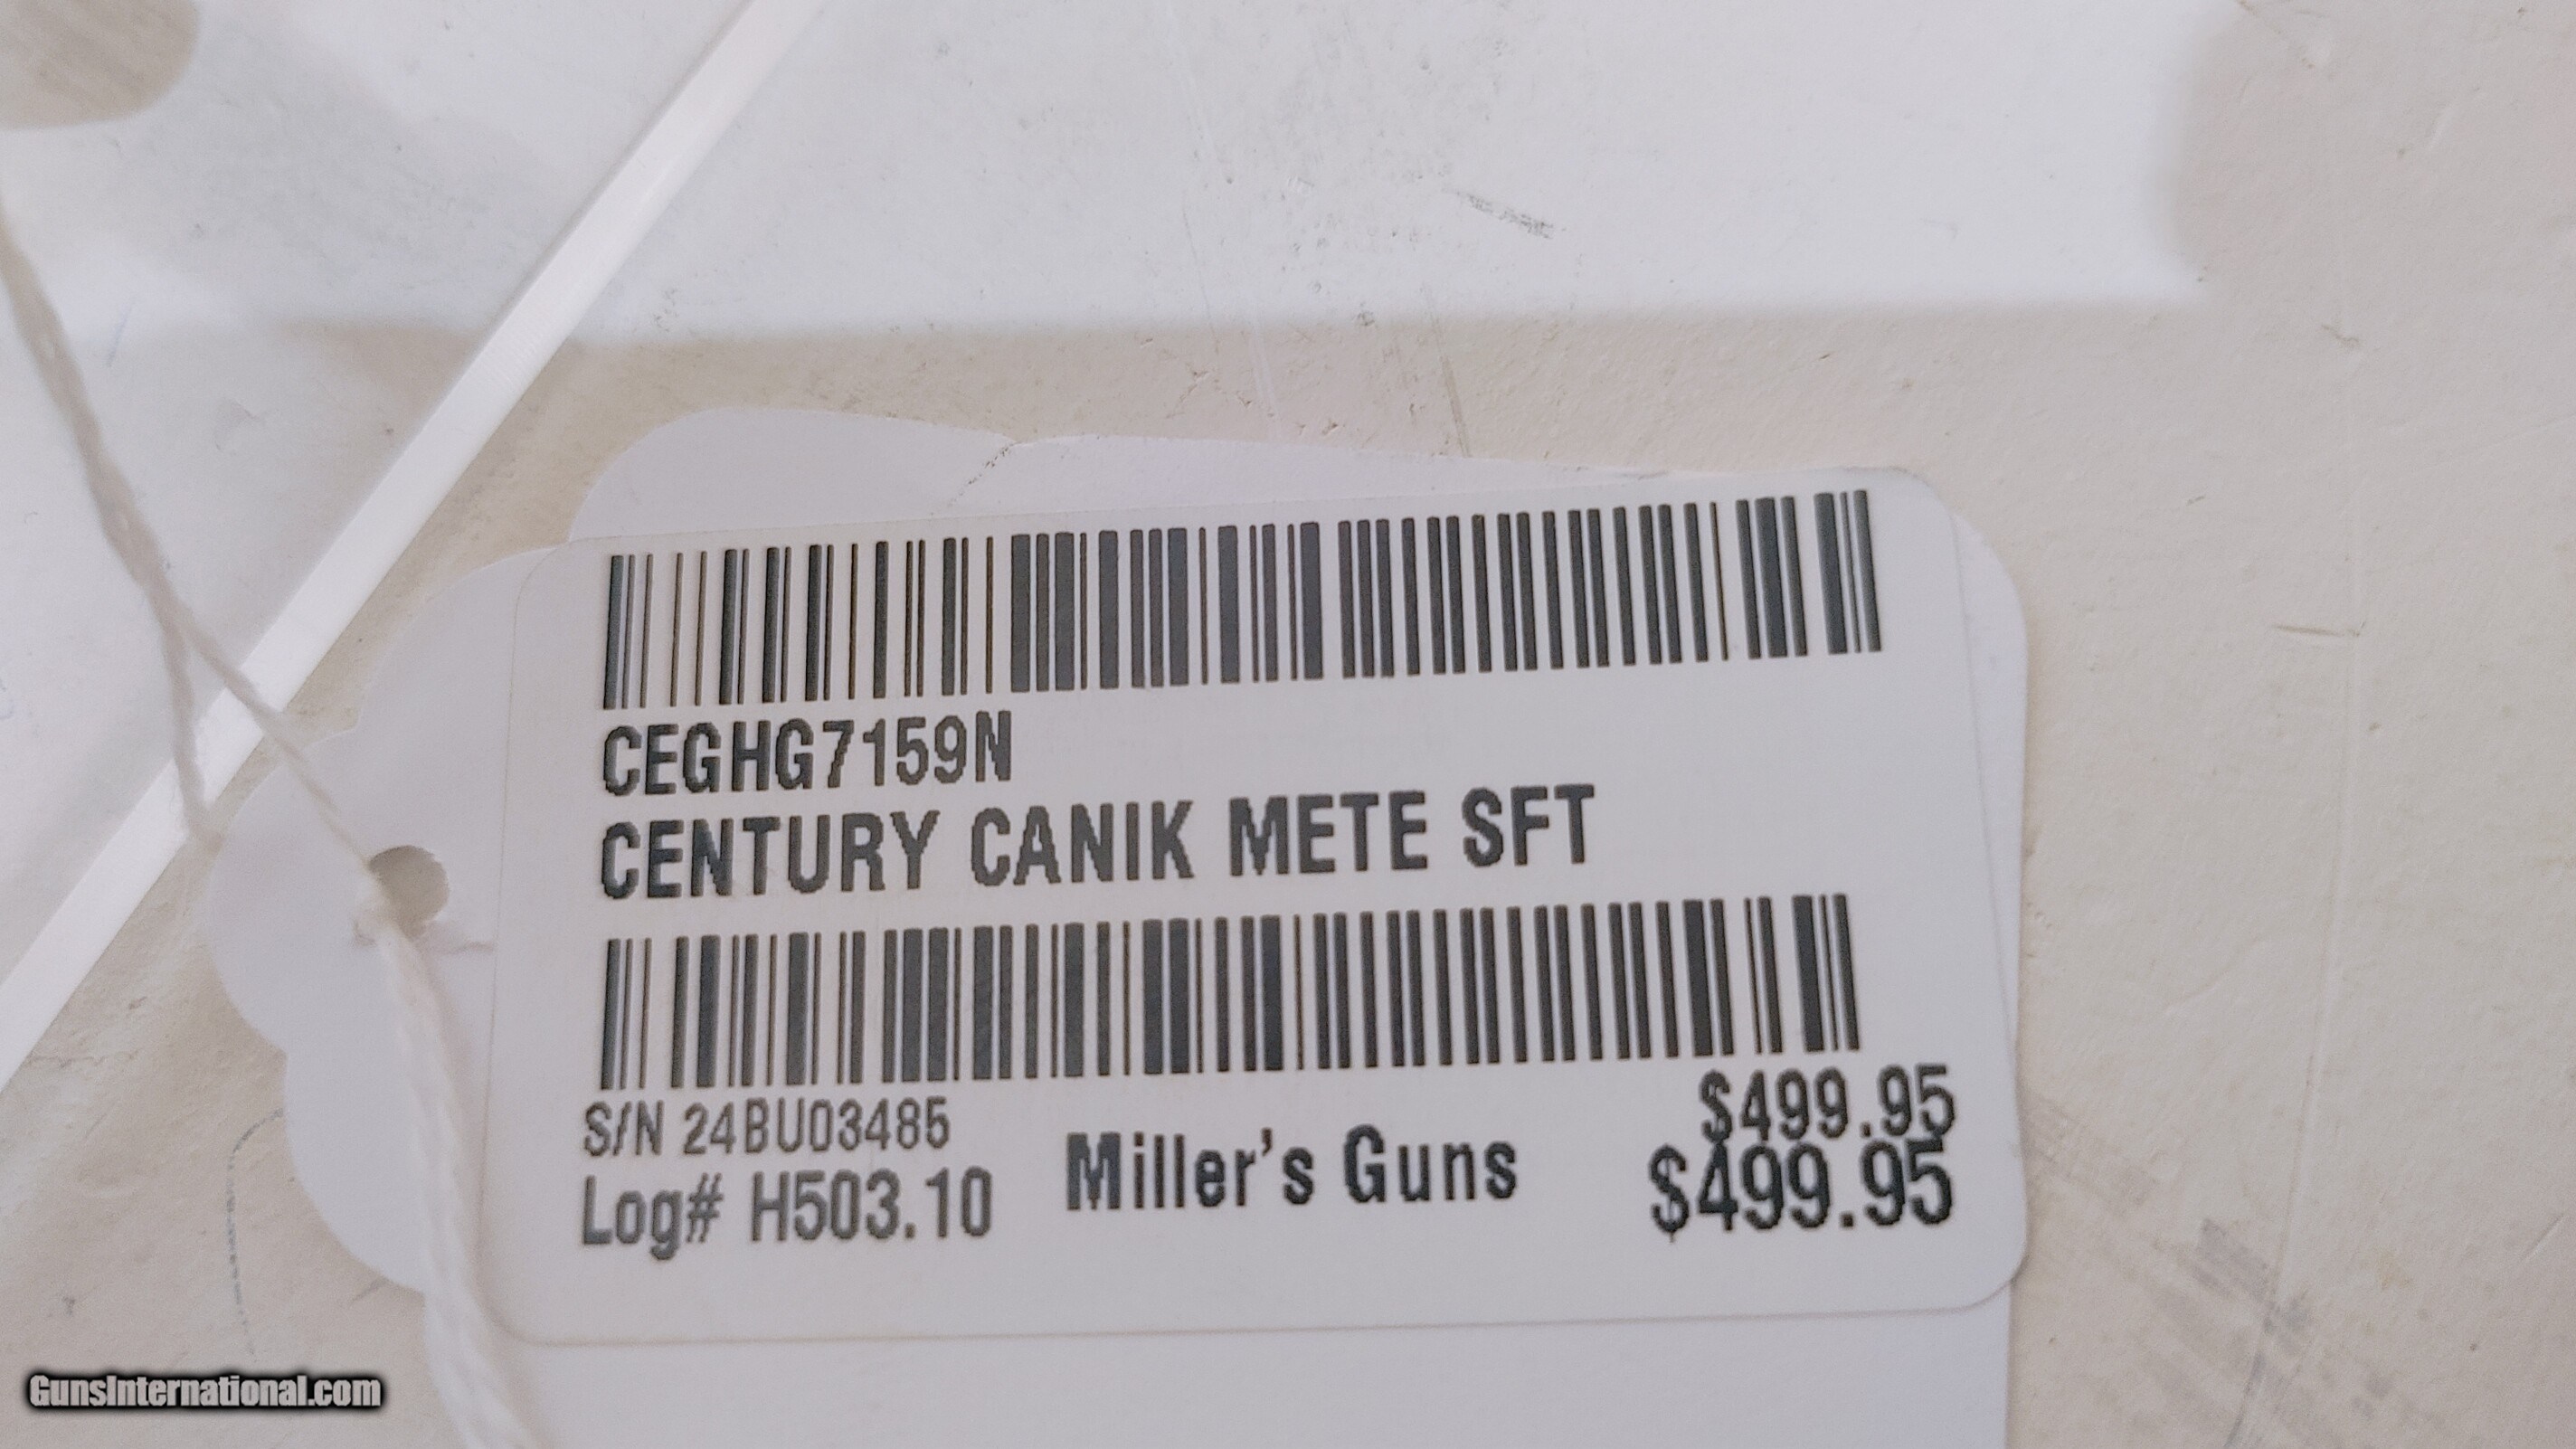 CEGHG7159N
CENTURY CANIK METE SFT
$499.95
S/N 24BU03485
Miller's Guns
$499.95
Log# H503.10
GunsInternational.com